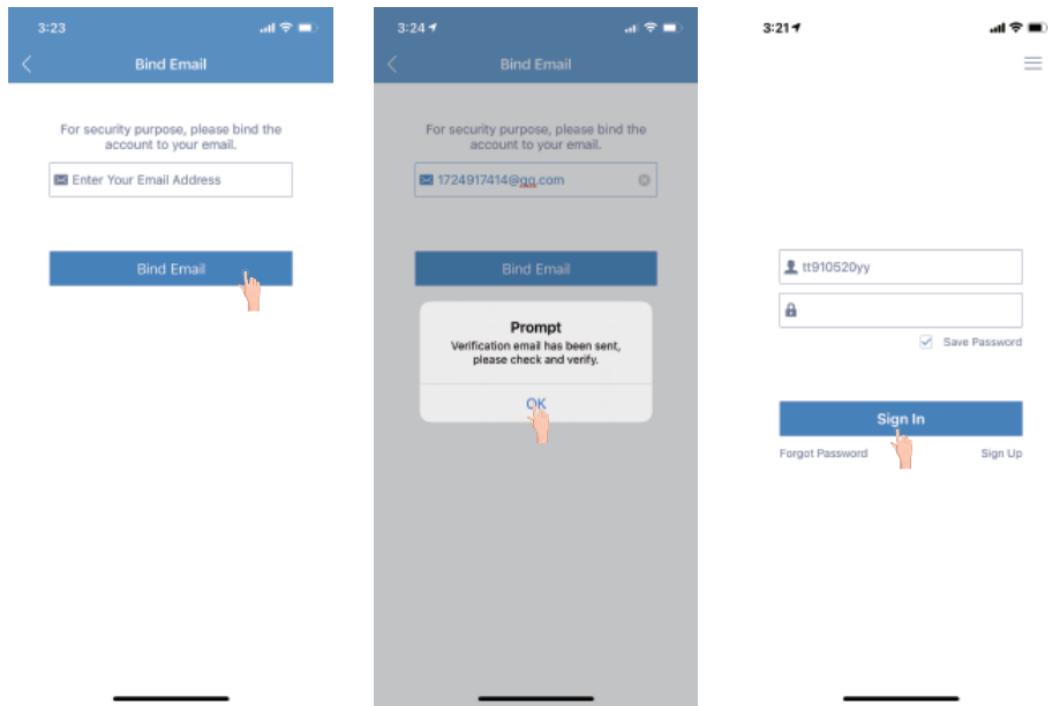 3:23
Bind Email
For security purpose, please bind the
account to your email.
Enter Your Email Address
Bind Email
3:24
Bind Email
For security purpose, please bind the
account to your email.
1724917414@qq.com
Bind Email
Prompt
Verification email has been sent,
please check and verify.
OK
3:21
tt910520yy
Save Password
Sign In
Forgot Password
Sign Up